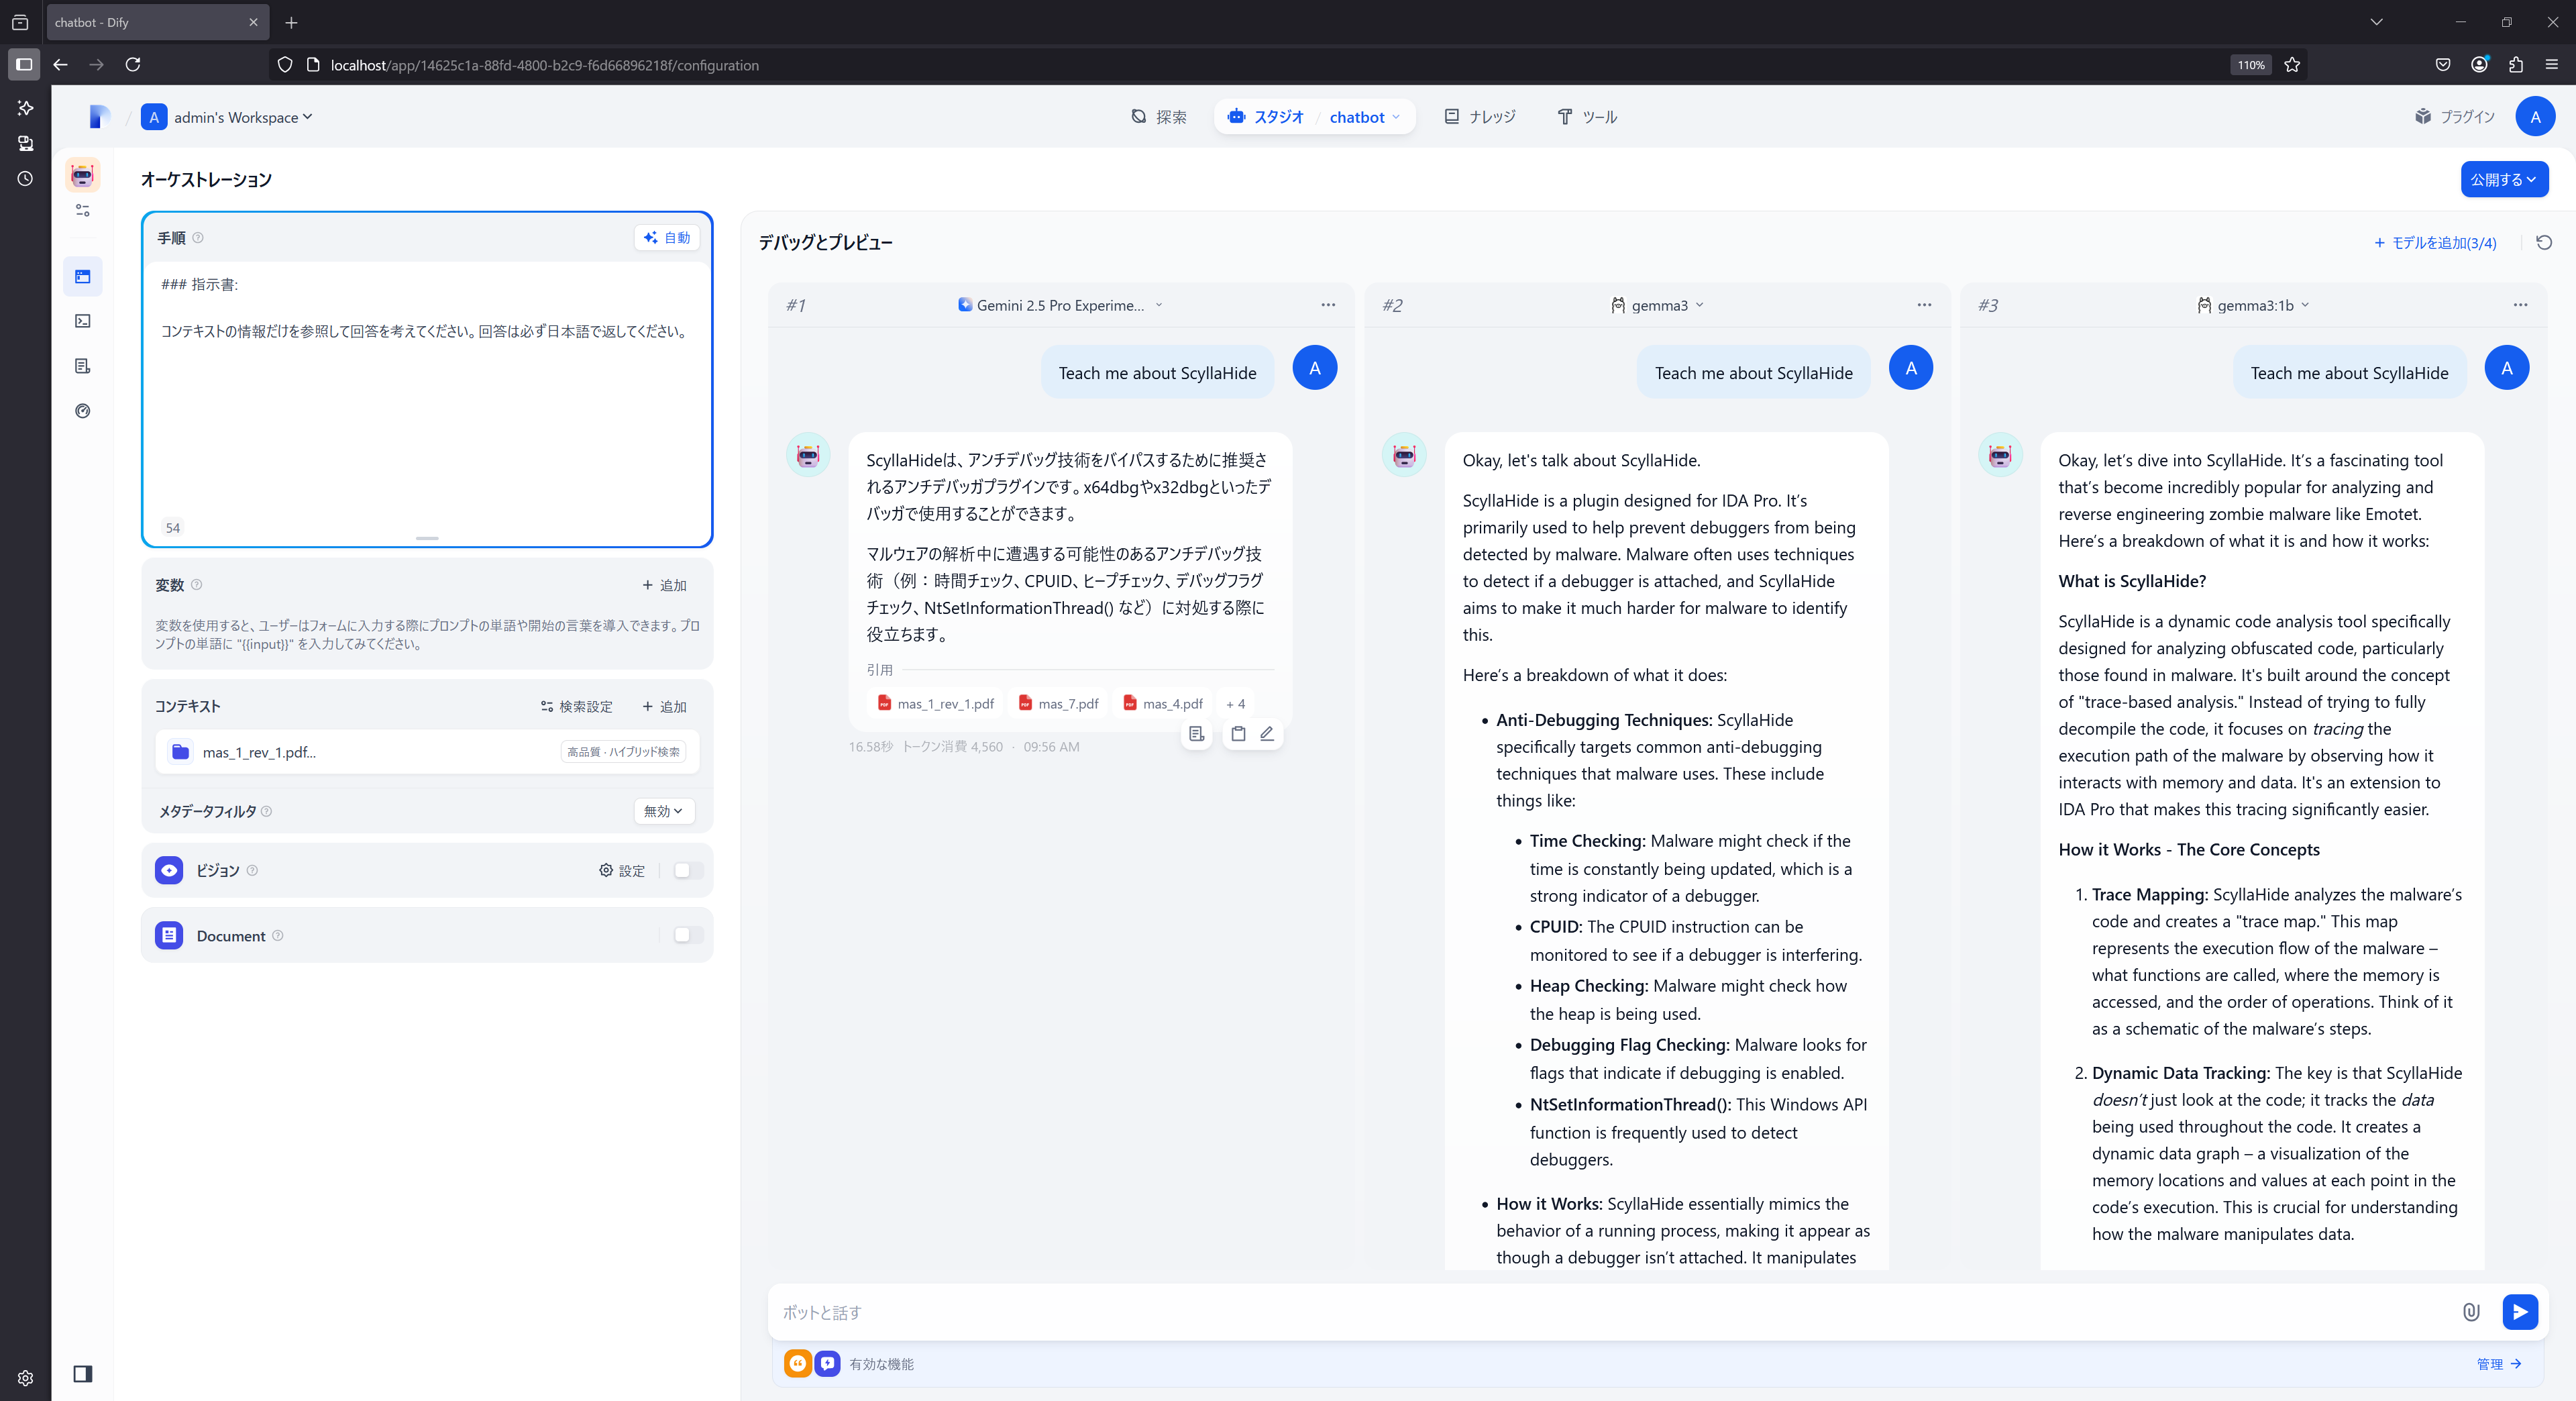 chatbot - Dify
localhost/app/14625c1a-88fd-4800-b2c9-f6d66896218f/configuration
110%
A admin's Workspace
探索
スタジオ / chatbot
ナレッジ
ツール
プラグイン
A
オーケストレーション
公開する
手順
自動
### 指示書:
コンテキストの情報だけを参照して回答を考えてください。回答は必ず日本語で返してください。
54
変数
+ 追加
変数を使用すると、ユーザーはフォームに入力する際にプロンプトの単語や開始の言葉を導入できます。プロ
ンプトの単語に "{{input}}" を入力してみてください。
コンテキスト
検索設定
+ 追加
mas_1_rev_1.pdf...
高品質 · ハイブリッド検索
メタデータフィルタ
無効
ビジョン
設定
Document
デバッグとプレビュー
+ モデルを追加(3/4)
#1
Gemini 2.5 Pro Experime...
Teach me about ScyllaHide
A
ScyllaHideは、アンチデバッグ技術をバイパスするために推奨さ
れるアンチデバッガプラグインです。x64dbgやx32dbgといったデ
バッガで使用することができます。
マルウェアの解析中に遭遇する可能性のあるアンチデバッグ技
術（例：時間チェック、CPUID、ヒープチェック、デバッグフラグ
チェック、NtSetInformationThread() など）に対処する際に
役立ちます。
引用
mas_1_rev_1.pdf
mas_7.pdf
mas_4.pdf
+ 4
16.58秒 トークン消費 4,560 · 09:56 AM
#2
gemma3
Teach me about ScyllaHide
A
Okay, let's talk about ScyllaHide.
ScyllaHide is a plugin designed for IDA Pro. It’s
primarily used to help prevent debuggers from being
detected by malware. Malware often uses techniques
to detect if a debugger is attached, and ScyllaHide
aims to make it much harder for malware to identify
this.
Here’s a breakdown of what it does:
• Anti-Debugging Techniques: ScyllaHide
specifically targets common anti-debugging
techniques that malware uses. These include
things like:
• Time Checking: Malware might check if the
time is constantly being updated, which is a
strong indicator of a debugger.
• CPUID: The CPUID instruction can be
monitored to see if a debugger is interfering.
• Heap Checking: Malware might check how
the heap is being used.
• Debugging Flag Checking: Malware looks for
flags that indicate if debugging is enabled.
• NtSetInformationThread(): This Windows API
function is frequently used to detect
debuggers.
• How it Works: ScyllaHide essentially mimics the
behavior of a running process, making it appear as
though a debugger isn’t attached. It manipulates
#3
gemma3:1b
Teach me about ScyllaHide
A
Okay, let’s dive into ScyllaHide. It’s a fascinating tool
that’s become incredibly popular for analyzing and
reverse engineering zombie malware like Emotet.
Here’s a breakdown of what it is and how it works:
What is ScyllaHide?
ScyllaHide is a dynamic code analysis tool specifically
designed for analyzing obfuscated code, particularly
those found in malware. It's built around the concept
of "trace-based analysis." Instead of trying to fully
decompile the code, it focuses on tracing the
execution path of the malware by observing how it
interacts with memory and data. It's an extension to
IDA Pro that makes this tracing significantly easier.
How it Works - The Core Concepts
1. Trace Mapping: ScyllaHide analyzes the malware’s
code and creates a "trace map." This map
represents the execution flow of the malware –
what functions are called, where the memory is
accessed, and the order of operations. Think of it
as a schematic of the malware’s steps.
2. Dynamic Data Tracking: The key is that ScyllaHide
doesn’t just look at the code; it tracks the data
being used throughout the code. It creates a
dynamic data graph – a visualization of the
memory locations and values at each point in the
code’s execution. This is crucial for understanding
how the malware manipulates data.
ボットと話す
有効な機能
管理